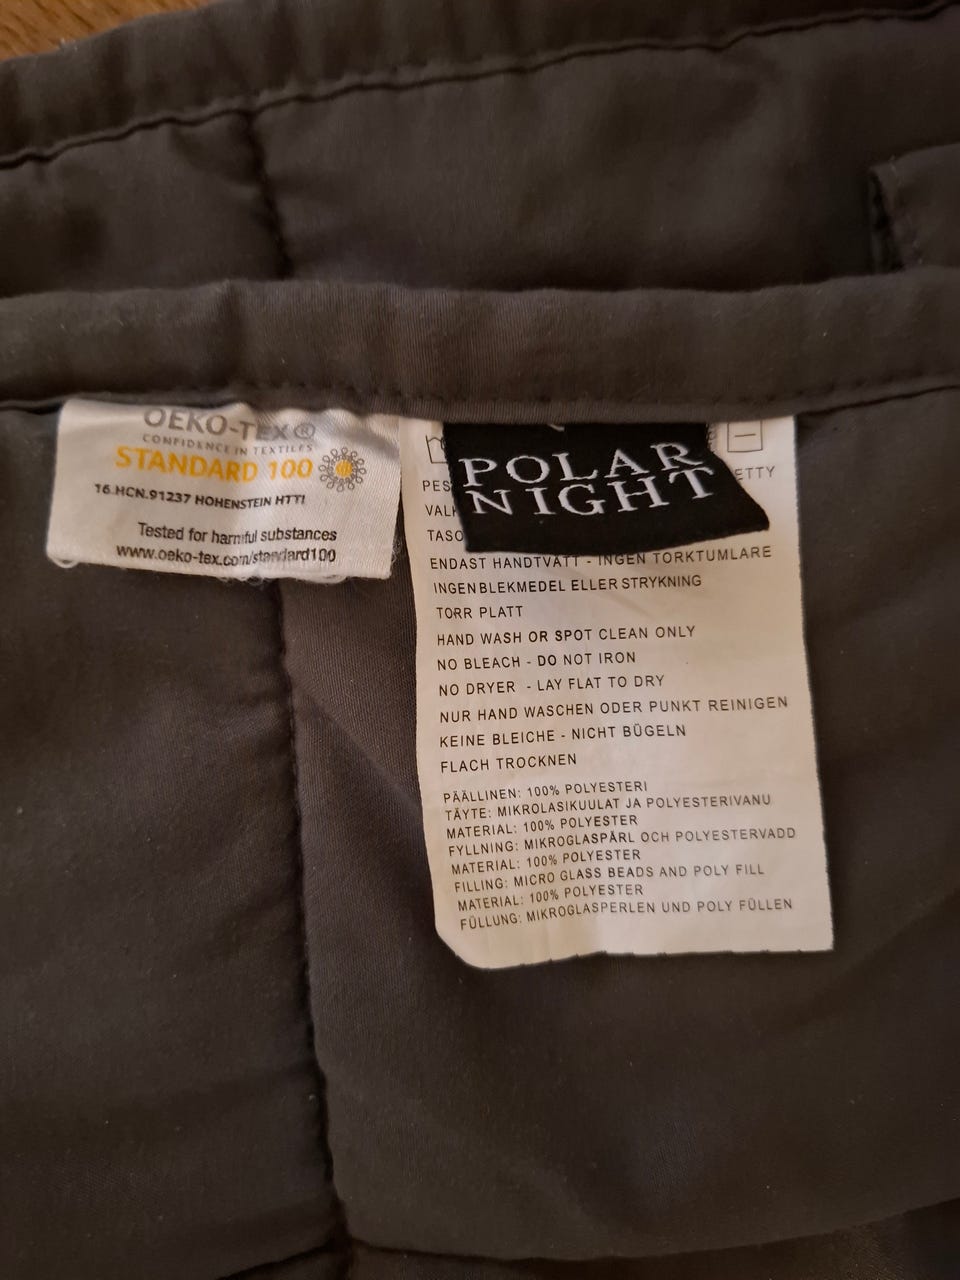 OEKO-TEX®
CONFIDENCE IN TEXTILES
STANDARD 100
16.HCN.91237 HOHENSTEIN HTTI
Tested for harmful substances
www.oeko-tex.com/standard100
POLAR
NIGHT
ENDAST HANDTVÄTT - INGEN TORKTUMLARE
INGEN BLEKMEDEL ELLER STRYKNING
TORR PLATT
HAND WASH OR SPOT CLEAN ONLY
NO BLEACH - DO NOT IRON
NO DRYER - LAY FLAT TO DRY
NUR HAND WASCHEN ODER PUNKT REINIGEN
KEINE BLEICHE - NICHT BÜGELN
FLACH TROCKNEN
PÄÄLLINEN: 100% POLYESTERI
TÄYTE: MIKROLASIKUULAT JA POLYESTERIVANU
MATERIAL: 100% POLYESTER
FYLLNING: MIKROGLASPÄRL OCH POLYESTERVADD
MATERIAL: 100% POLYESTER
FILLING: MICRO GLASS BEADS AND POLY FILL
MATERIAL: 100% POLYESTER
FÜLLUNG: MIKROGLASPERLEN UND POLY FÜLLEN